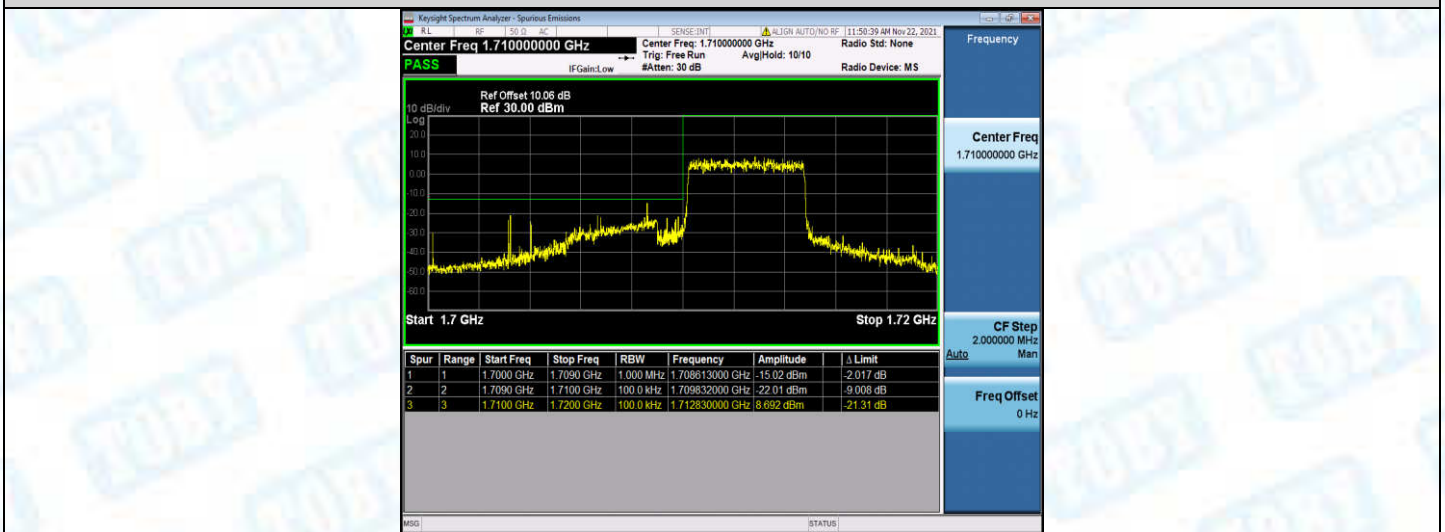 Keysight Spectrum Analyzer - Spurious Emissions
RL RF 50 Ω AC SENSE:INT ALIGN AUTO/NO RF 11:50:39 AM Nov 22, 2021
Center Freq 1.710000000 GHz Center Freq: 1.710000000 GHz Radio Std: None
Trig: Free Run Avg|Hold: 10/10
PASS IFGain:Low #Atten: 30 dB Radio Device: MS
Ref Offset 10.06 dB
10 dB/div Ref 30.00 dBm
Log
20.0
10.0
0.00
-10.0
-20.0
-30.0
-40.0
-50.0
-60.0
Start 1.7 GHz Stop 1.72 GHz
Spur Range Start Freq Stop Freq RBW Frequency Amplitude Δ Limit
1 1 1.7000 GHz 1.7090 GHz 1.000 MHz 1.708613000 GHz -15.02 dBm -2.017 dB
2 2 1.7090 GHz 1.7100 GHz 100.0 kHz 1.709832000 GHz -22.01 dBm -9.008 dB
3 3 1.7100 GHz 1.7200 GHz 100.0 kHz 1.712830000 GHz 8.692 dBm -21.31 dB
MSG STATUS
Frequency
Center Freq
1.710000000 GHz
CF Step
2.000000 MHz
Auto Man
Freq Offset
0 Hz